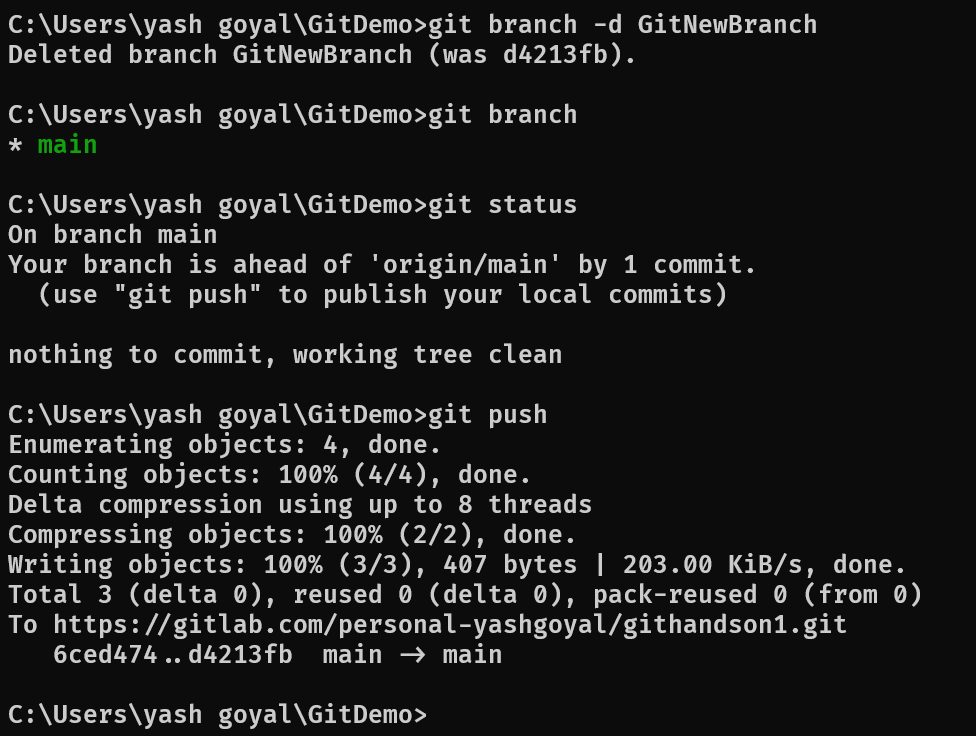 C:\Users\yash goyal\GitDemo>git branch -d GitNewBranch
Deleted branch GitNewBranch (was d4213fb).
C:\Users\yash goyal\GitDemo>git branch
* main
C:\Users\yash goyal\GitDemo>git status
On branch main
Your branch is ahead of 'origin/main' by 1 commit.
  (use "git push" to publish your local commits)
nothing to commit, working tree clean
C:\Users\yash goyal\GitDemo>git push
Enumerating objects: 4, done.
Counting objects: 100% (4/4), done.
Delta compression using up to 8 threads
Compressing objects: 100% (2/2), done.
Writing objects: 100% (3/3), 407 bytes | 203.00 KiB/s, done.
Total 3 (delta 0), reused 0 (delta 0), pack-reused 0 (from 0)
To https://gitlab.com/personal-yashgoyal/githandson1.git
   6ced474..d4213fb  main -> main
C:\Users\yash goyal\GitDemo>